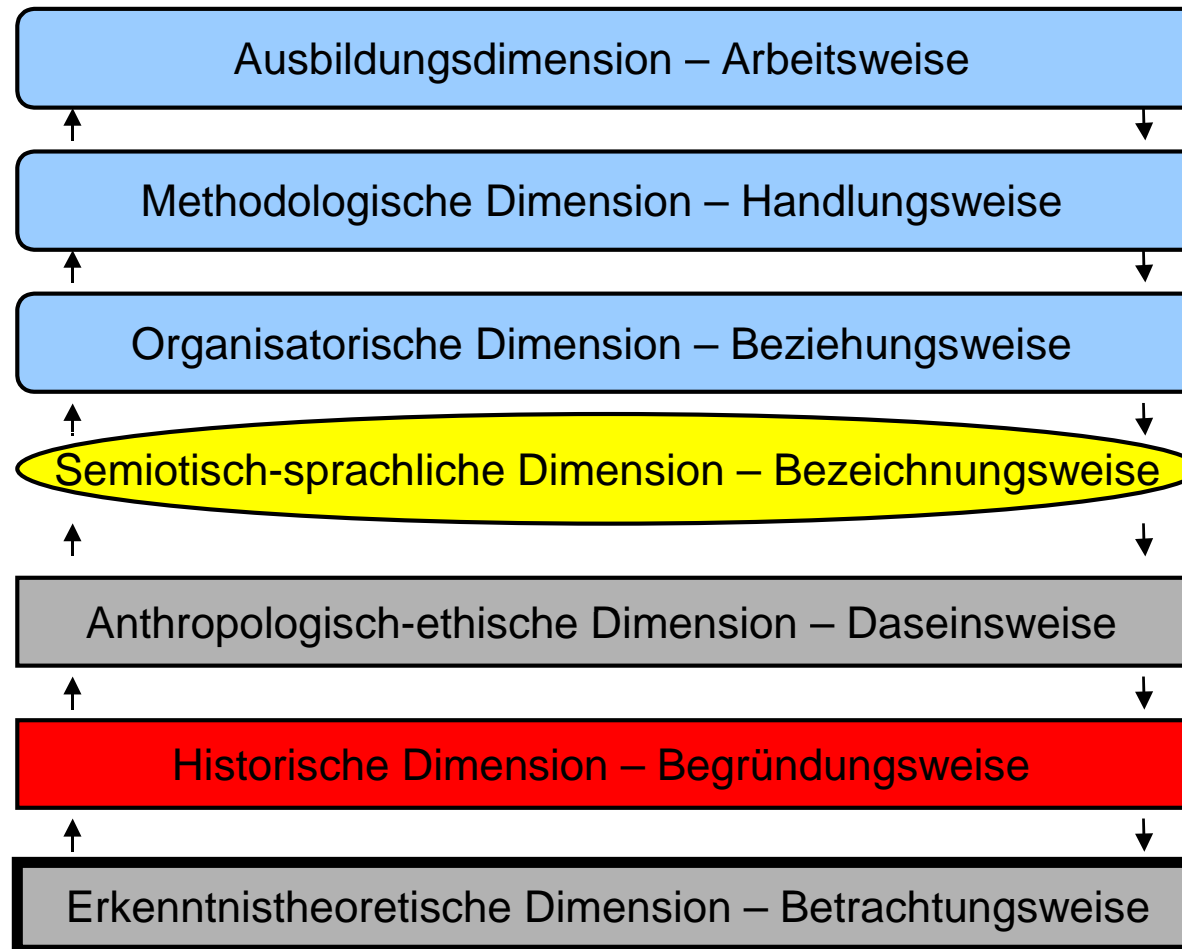 Ausbildungsdimension – Arbeitsweise
Methodologische Dimension – Handlungsweise
Organisatorische Dimension – Beziehungsweise
Semiotisch-sprachliche Dimension – Bezeichnungsweise
Anthropologisch-ethische Dimension – Daseinsweise
Historische Dimension – Begründungsweise
Erkenntnistheoretische Dimension – Betrachtungsweise